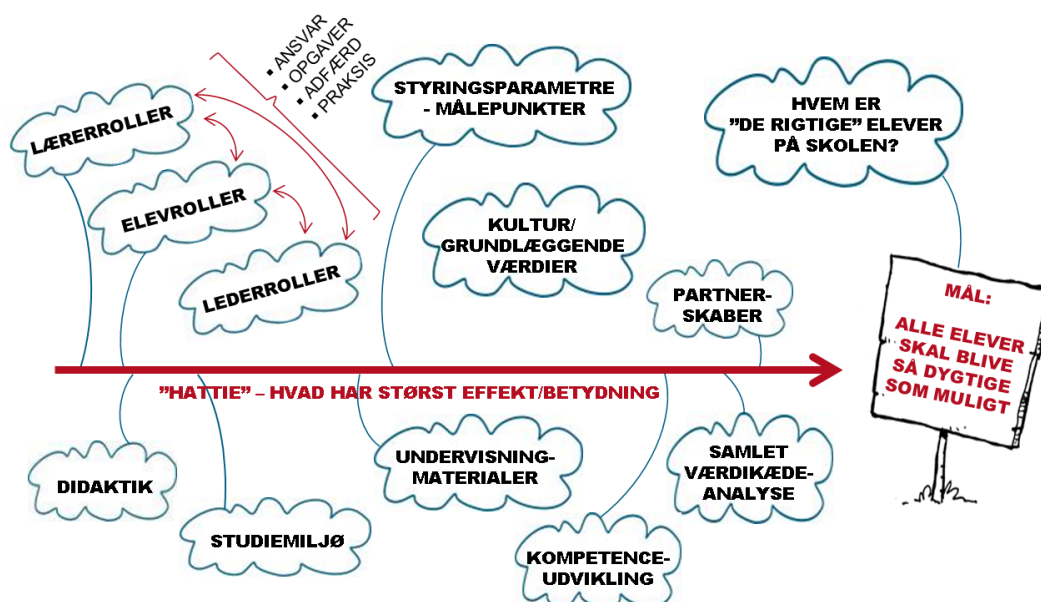 ▪ ANSVAR
▪ OPGAVER
▪ ADFÆRD
▪ PRAKSIS
LÆRERROLLER
ELEVROLLER
LEDERROLLER
STYRINGSPARAMETRE
- MÅLEPUNKTER
KULTUR/
GRUNDLÆGGENDE
VÆRDIER
HVEM ER
”DE RIGTIGE” ELEVER
PÅ SKOLEN?
PARTNER-
SKABER
MÅL:
ALLE ELEVER
SKAL BLIVE
SÅ DYGTIGE
SOM MULIGT
”HATTIE” – HVAD HAR STØRST EFFEKT/BETYDNING
DIDAKTIK
STUDIEMILJØ
UNDERVISNING-
MATERIALER
KOMPETENCE-
UDVIKLING
SAMLET
VÆRDIKÆDE-
ANALYSE